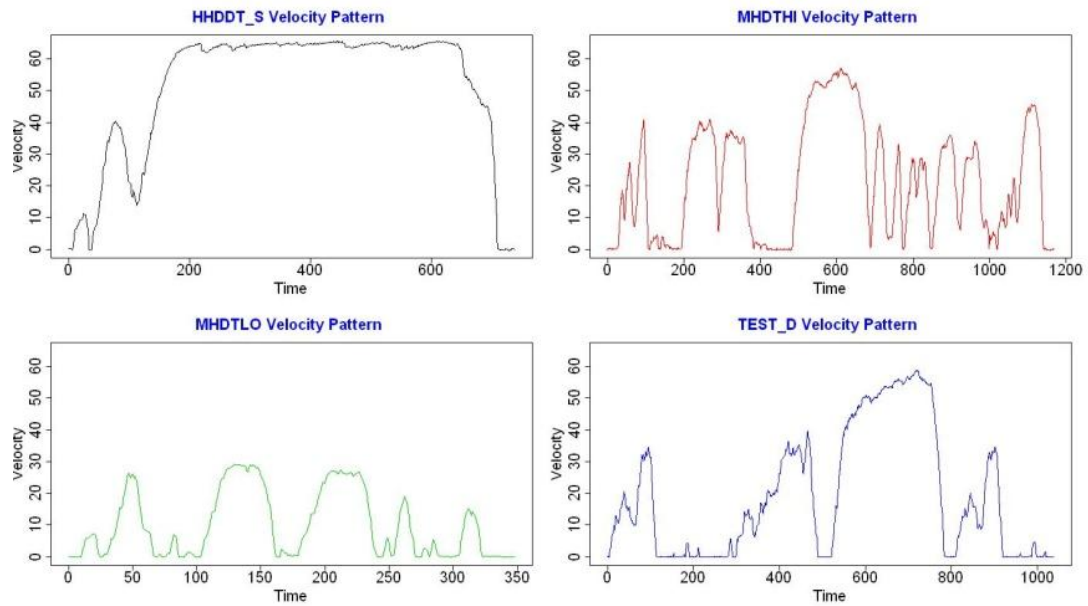 HHDDT_S Velocity Pattern
Velocity
0 10 20 30 40 50 60
0 200 400 600
Time
MHDTHI Velocity Pattern
Velocity
0 10 20 30 40 50 60
0 200 400 600 800 1000 1200
Time
MHDTLO Velocity Pattern
Velocity
0 10 20 30 40 50 60
0 50 100 150 200 250 300 350
Time
TEST_D Velocity Pattern
Velocity
0 10 20 30 40 50 60
0 200 400 600 800 1000
Time